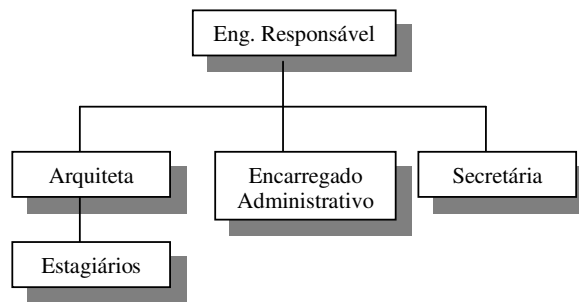 Eng. Responsável
Arquiteta
Encarregado
Administrativo
Secretária
Estagiários